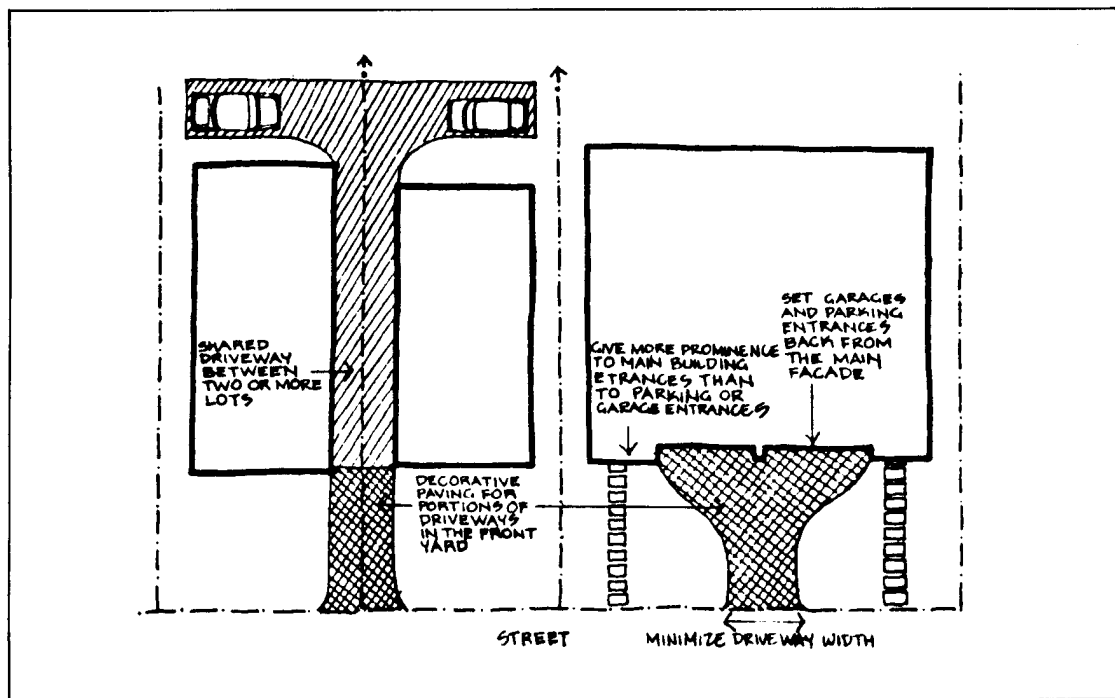 SHARED
DRIVEWAY
BETWEEN
TWO OR MORE
LOTS
GIVE MORE PROMINENCE
TO MAIN BUILDING
ETRANCES THAN
TO PARKING OR
GARAGE ENTRANCES
SET GARAGES
AND PARKING
ENTRANCES
BACK FROM
THE MAIN
FACADE
DECORATIVE
PAVING FOR
PORTIONS OF
DRIVEWAYS
IN THE FRONT
YARD
STREET
MINIMIZE DRIVEWAY WIDTH